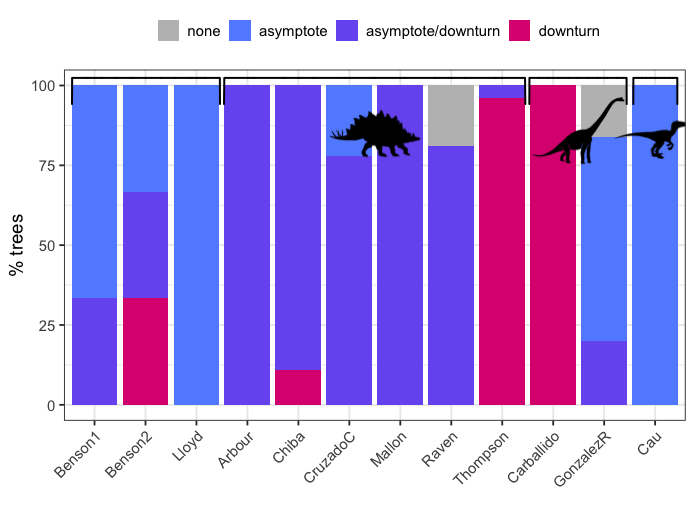 none asymptote asymptote/downturn downturn
% trees
100
75
50
25
0
Benson1 Benson2 Lloyd Arbour Chiba CruzadoC Mallon Raven Thompson Carballido GonzalezR Cau